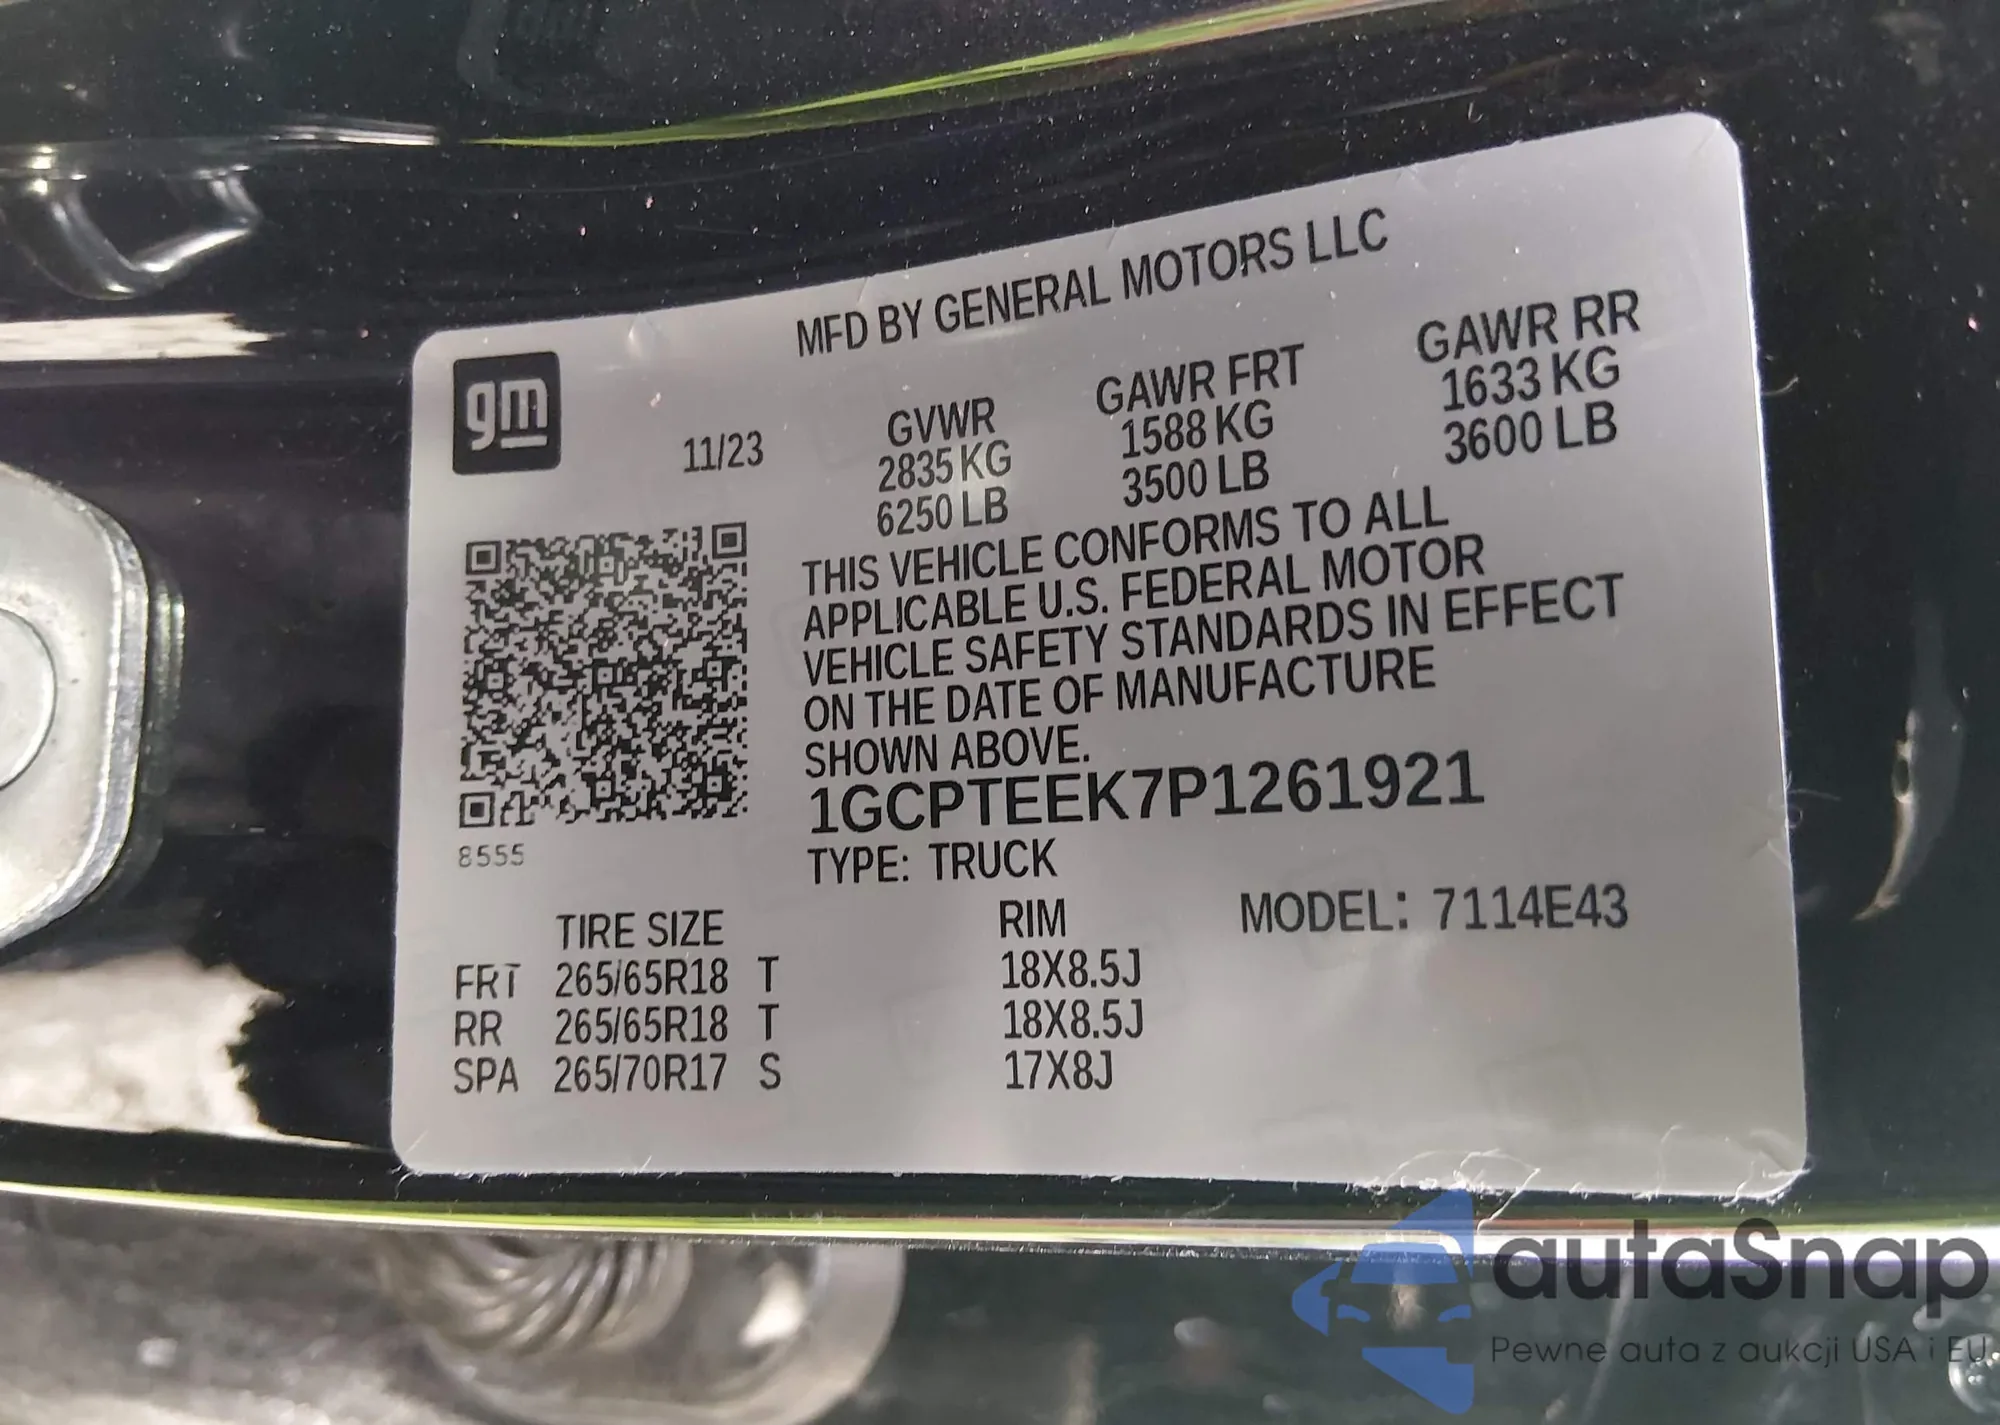 MFD BY GENERAL MOTORS LLC
gm
11/23
GVWR GAWR FRT GAWR RR
2835 KG 1588 KG 1633 KG
6250 LB 3500 LB 3600 LB
THIS VEHICLE CONFORMS TO ALL
APPLICABLE U.S. FEDERAL MOTOR
VEHICLE SAFETY STANDARDS IN EFFECT
ON THE DATE OF MANUFACTURE
SHOWN ABOVE.
1GCPTEEK7P1261921
8555
TYPE: TRUCK
TIRE SIZE RIM MODEL: 7114E43
FRT 265/65R18 T 18X8.5J
RR 265/65R18 T 18X8.5J
SPA 265/70R17 S 17X8J
autaSnap
Pewne auta z aukcji USA i EU